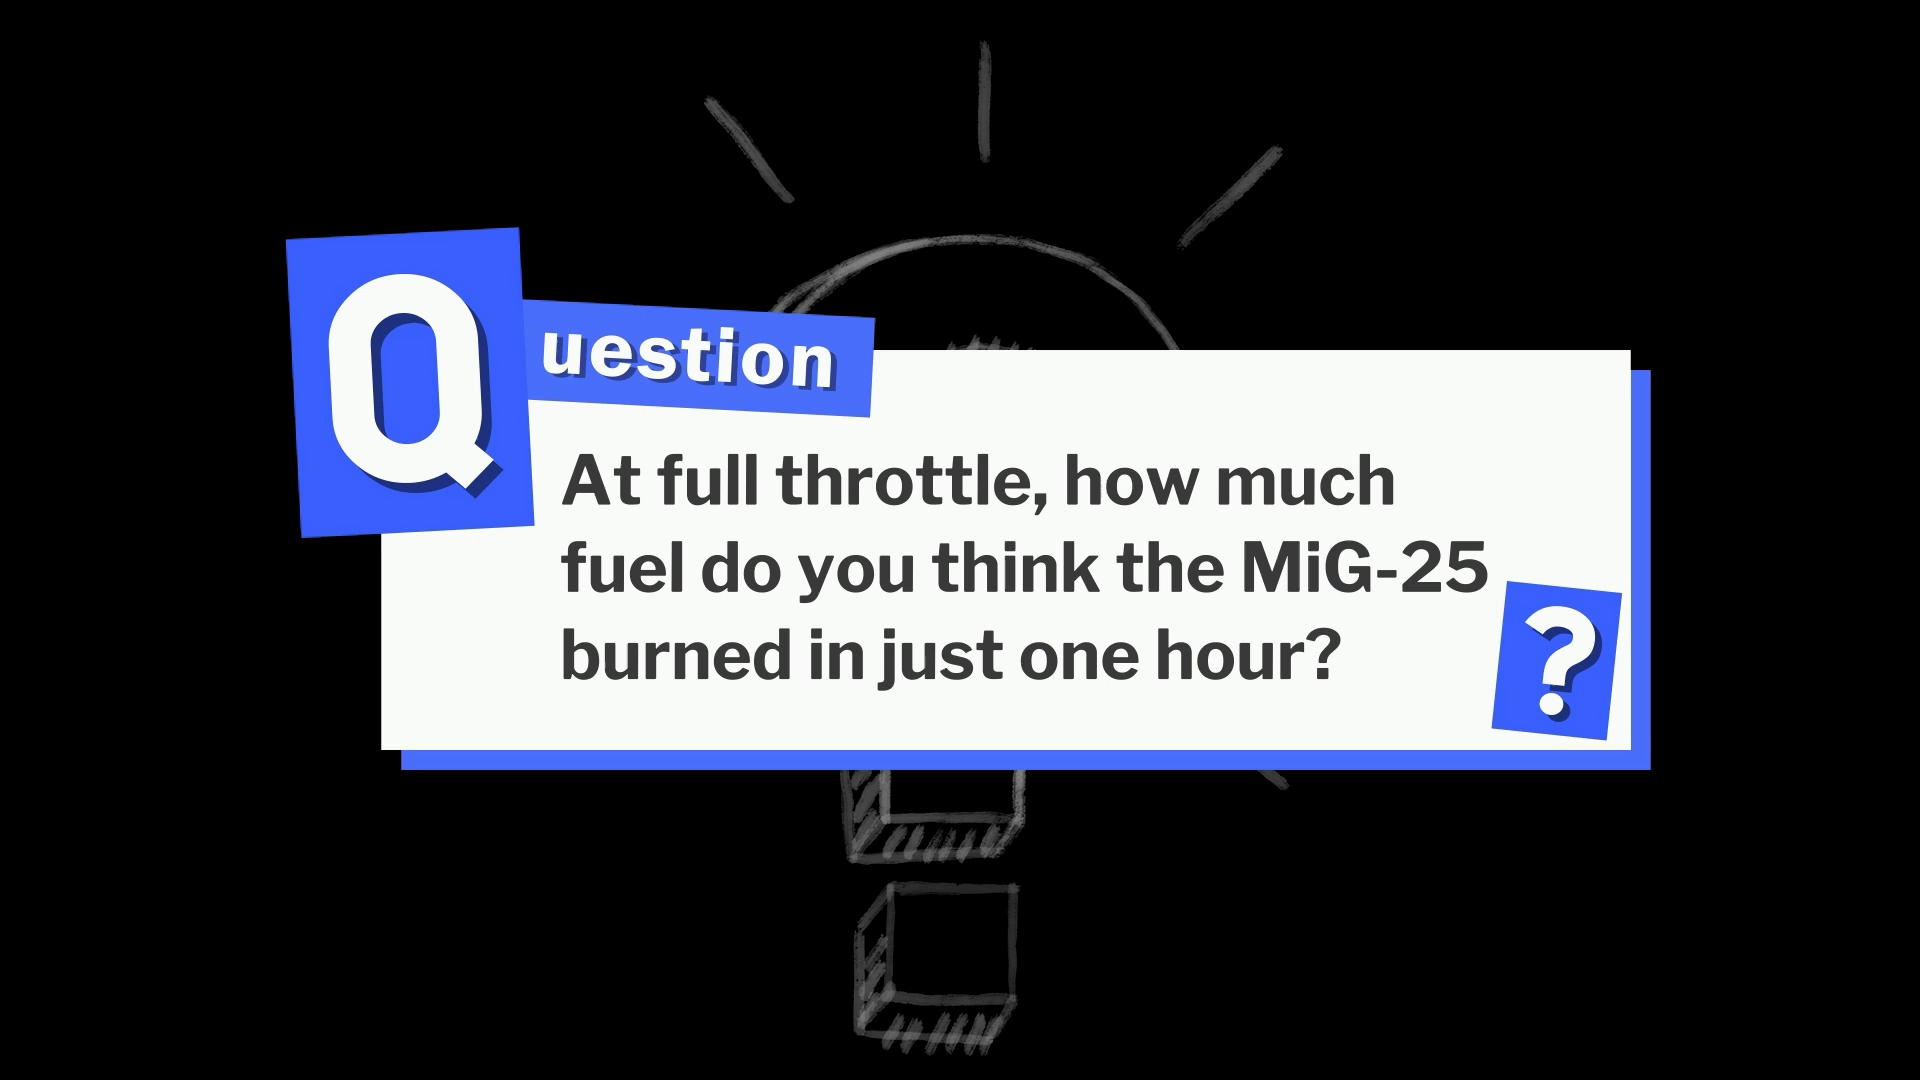 Question
At full throttle, how much
fuel do you think the MiG-25
burned in just one hour?
?